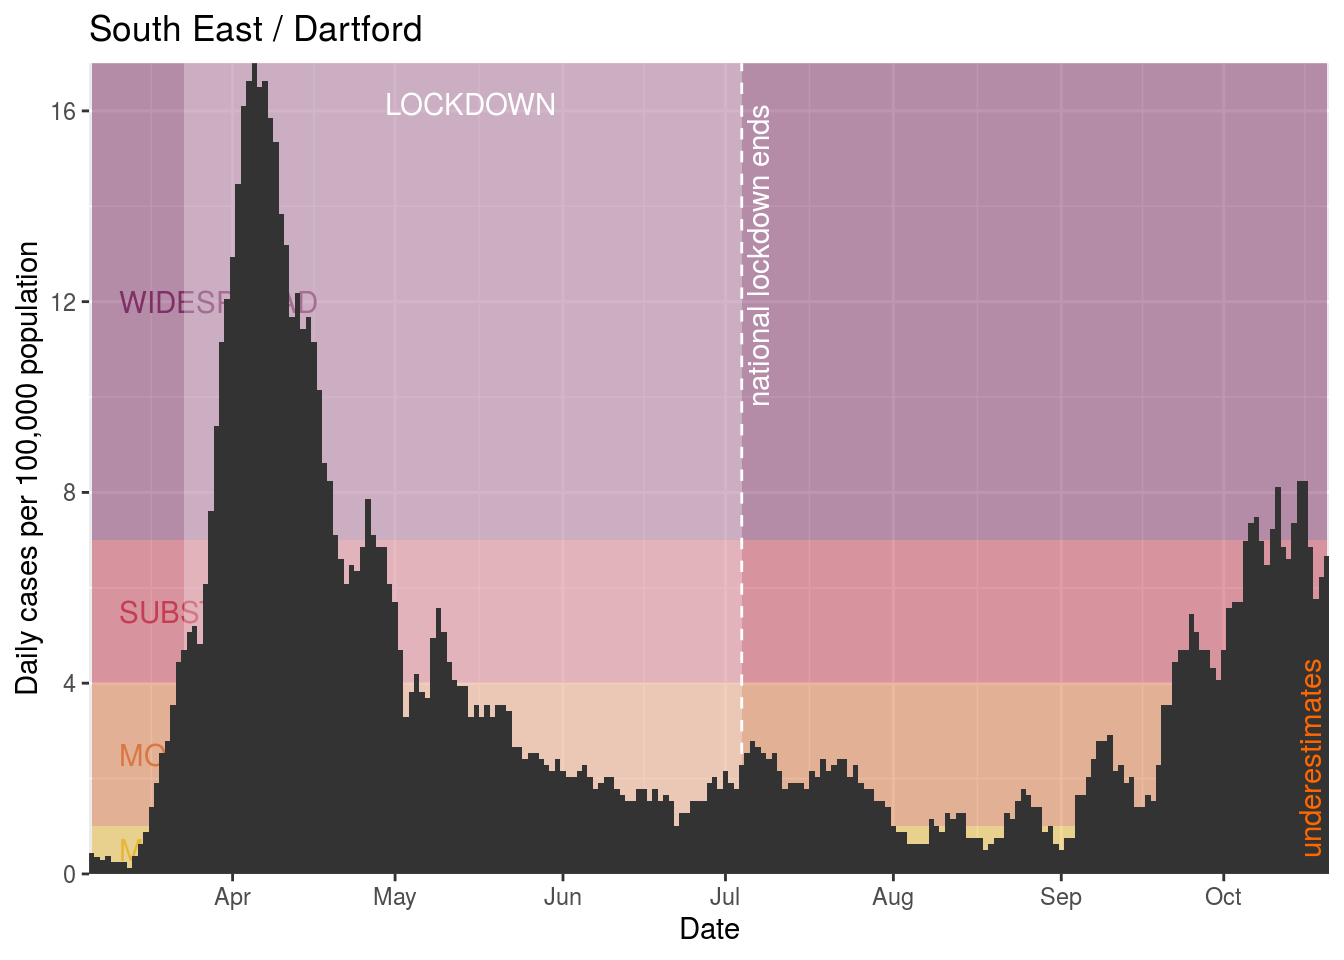 South East / Dartford
Daily cases per 100,000 population
16
12
8
4
0
LOCKDOWN
national lockdown ends
underestimates
Apr
May
Jun
Jul
Aug
Sep
Oct
Date